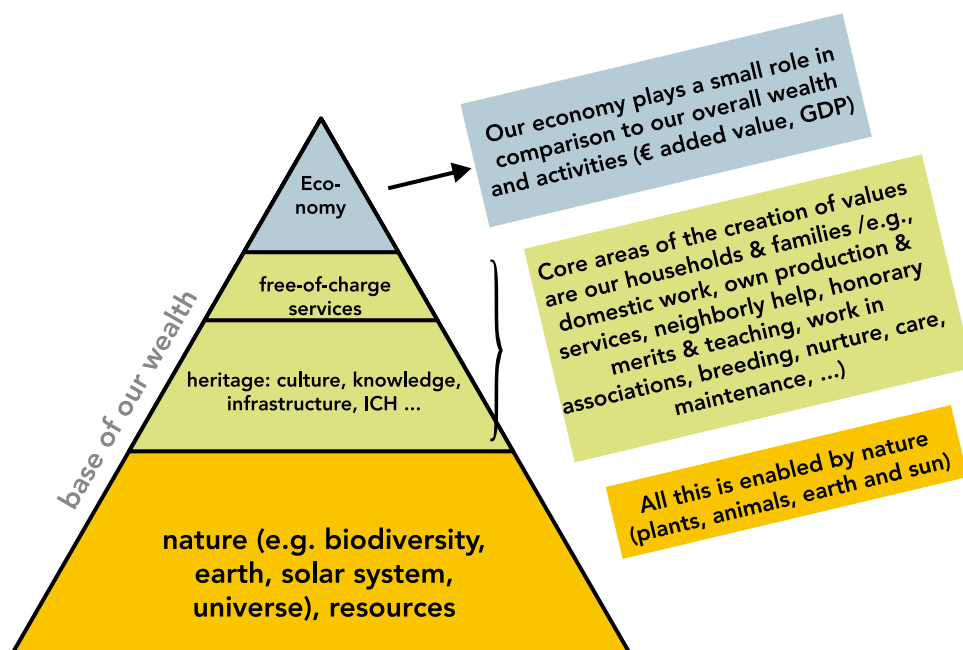 Our economy plays a small role in
comparison to our overall wealth
and activities (€ added value, GDP)
Eco-
nomy
free-of-charge
services
heritage: culture, knowledge,
infrastructure, ICH ...
base of our wealth
Core areas of the creation of values
are our households & families /e.g.,
domestic work, own production &
services, neighborly help, honorary
merits & teaching, work in
associations, breeding, nurture, care,
maintenance, ...)
nature (e.g. biodiversity,
earth, solar system,
universe), resources
All this is enabled by nature
(plants, animals, earth and sun)